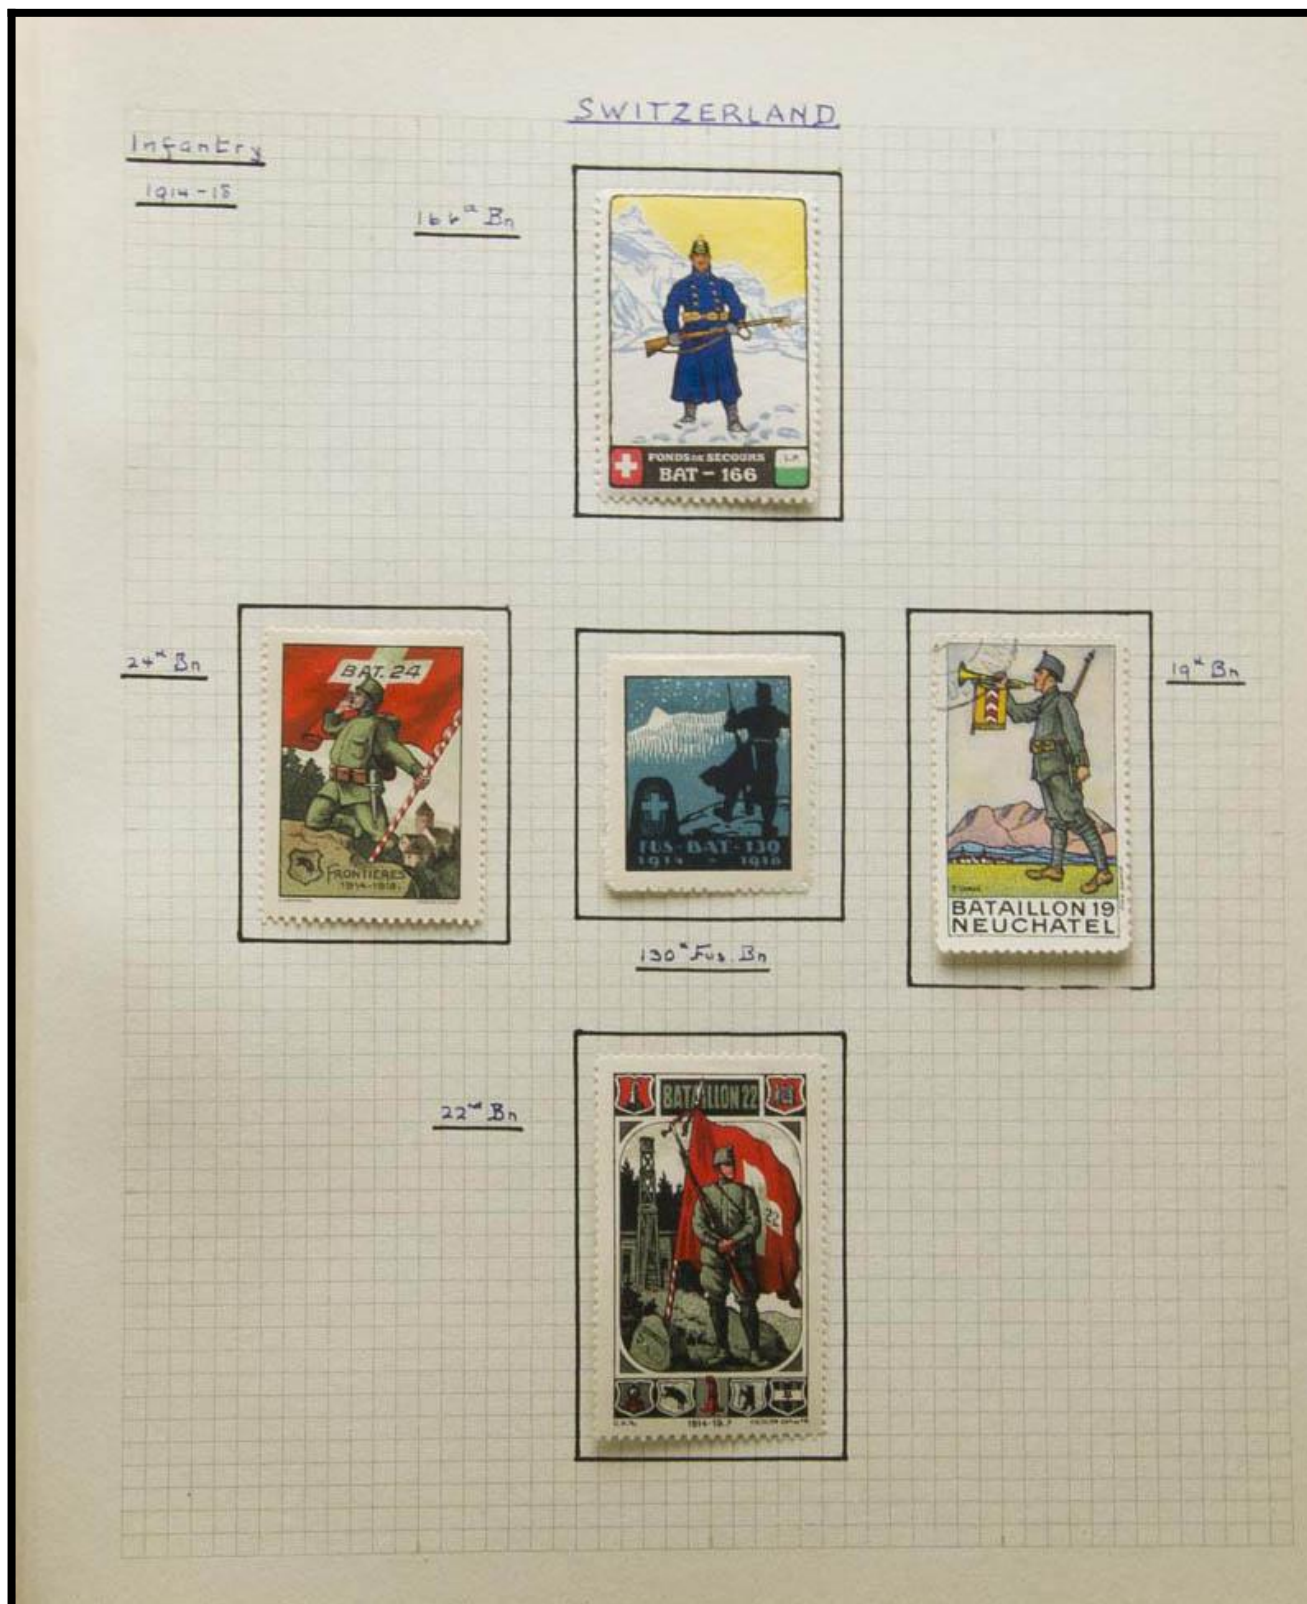 SWITZERLAND
Infantry
1914-18
166th Bn
FONDS DE SECOURS
BAT - 166
24th Bn
BAT. 24
FRONTIERES
1914-1918.
FUS - BAT - 130
1914 - 1918
130th Fus. Bn
19th Bn
BATAILLON 19
NEUCHATEL
22nd Bn
BATAILLON 22
22